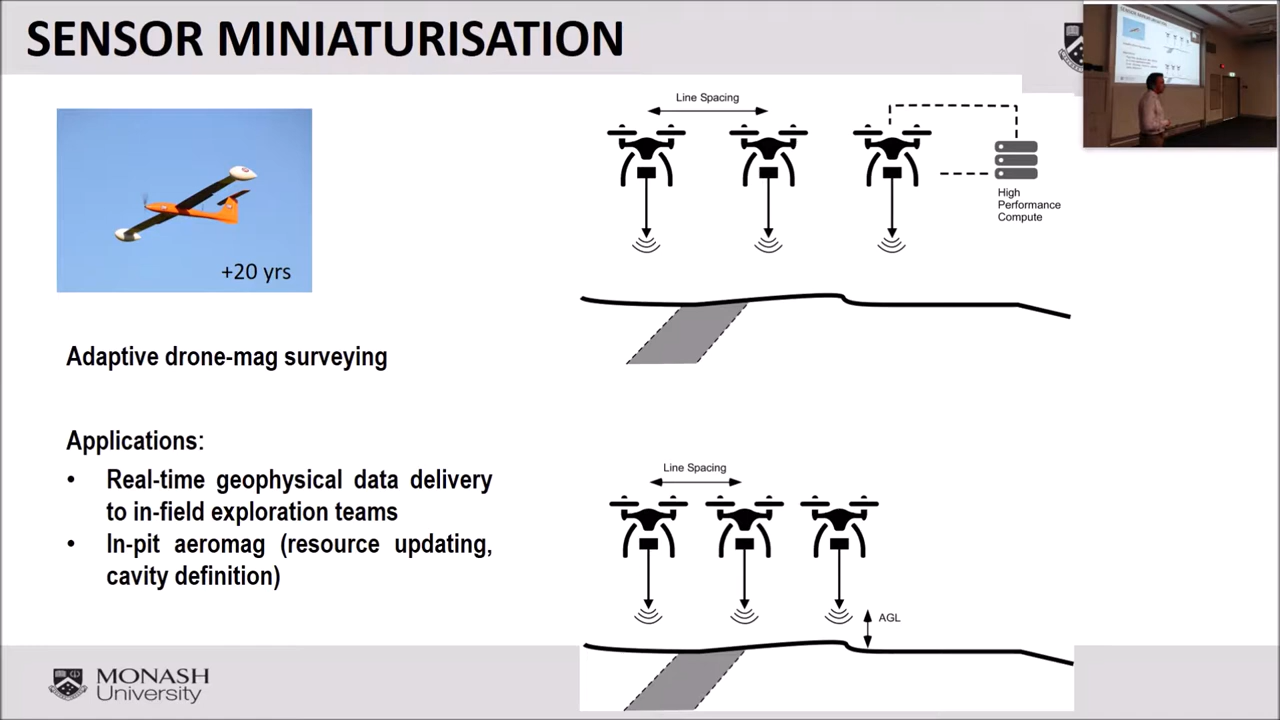 SENSOR MINIATURISATION
+20 yrs
Adaptive drone-mag surveying
Applications:
• Real-time geophysical data delivery
to in-field exploration teams
• In-pit aeromag (resource updating,
cavity definition)
Line Spacing
High
Performance
Compute
Line Spacing
AGL
MONASH
University